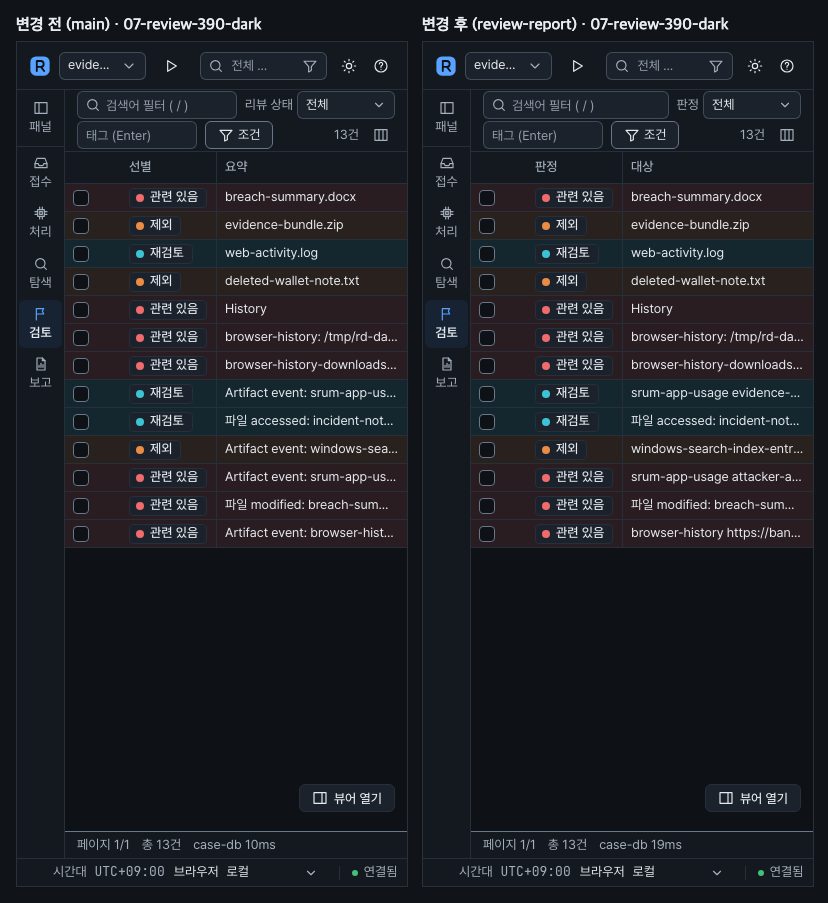 변경 전 (main) · 07-review-390-dark
R evide... 전체 ...
패널
접수
처리
탐색
검토
보고
검색어 필터 ( / ) 리뷰 상태 전체
태그 (Enter) 조건 13건
선별 요약
관련 있음 breach-summary.docx
제외 evidence-bundle.zip
재검토 web-activity.log
제외 deleted-wallet-note.txt
관련 있음 History
관련 있음 browser-history: /tmp/rd-da...
관련 있음 browser-history-downloads...
재검토 Artifact event: srum-app-us...
재검토 파일 accessed: incident-not...
제외 Artifact event: windows-sea...
관련 있음 Artifact event: srum-app-us...
관련 있음 파일 modified: breach-sum...
관련 있음 Artifact event: browser-hist...
뷰어 열기
페이지 1/1 총 13건 case-db 10ms
시간대 UTC+09:00 브라우저 로컬 연결됨
변경 후 (review-report) · 07-review-390-dark
R evide... 전체 ...
패널
접수
처리
탐색
검토
보고
검색어 필터 ( / ) 판정 전체
태그 (Enter) 조건 13건
판정 대상
관련 있음 breach-summary.docx
제외 evidence-bundle.zip
재검토 web-activity.log
제외 deleted-wallet-note.txt
관련 있음 History
관련 있음 browser-history: /tmp/rd-da...
관련 있음 browser-history-downloads...
재검토 srum-app-usage evidence-...
재검토 파일 accessed: incident-not...
제외 windows-search-index-entr...
관련 있음 srum-app-usage attacker-a...
관련 있음 파일 modified: breach-sum...
관련 있음 browser-history https://ban...
뷰어 열기
페이지 1/1 총 13건 case-db 19ms
시간대 UTC+09:00 브라우저 로컬 연결됨